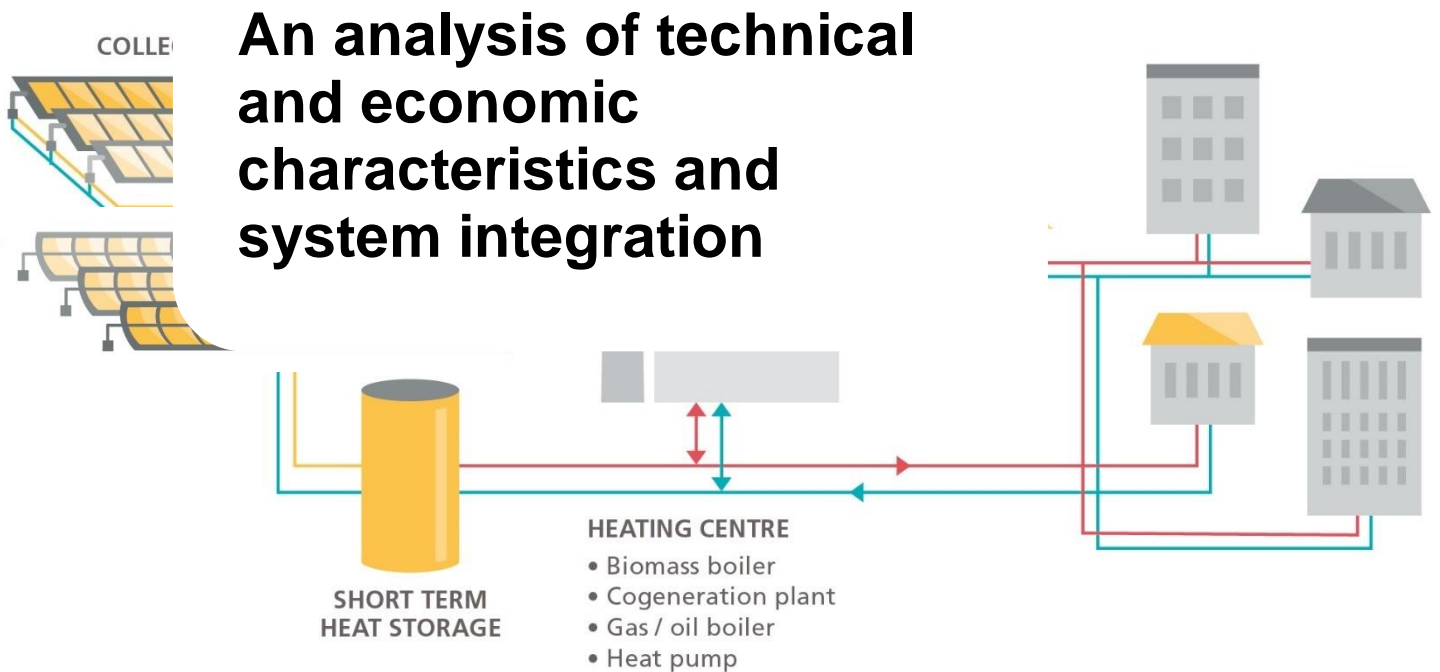 An analysis of technical
and economic
characteristics and
system integration
HEATING CENTRE
• Biomass boiler
• Cogeneration plant
• Gas / oil boiler
• Heat pump
SHORT TERM
HEAT STORAGE